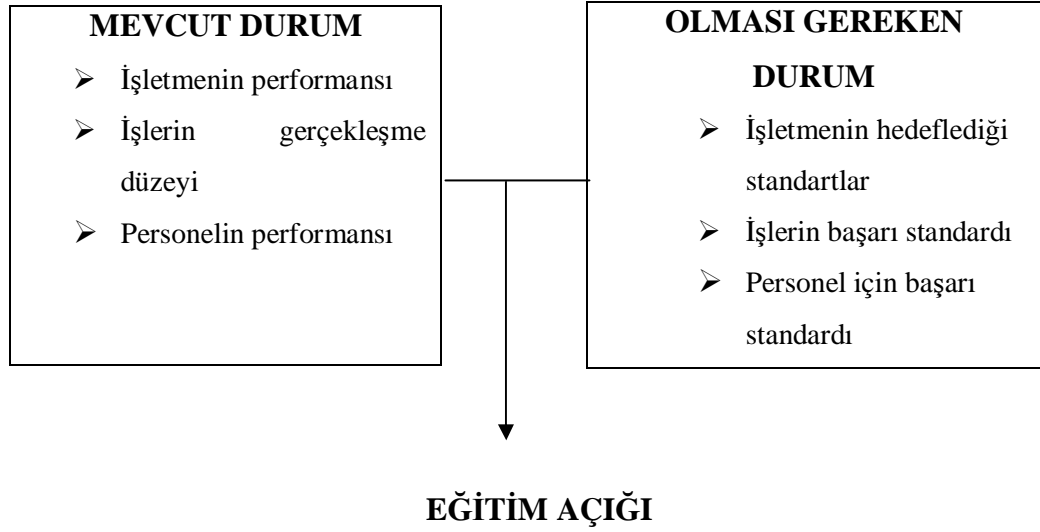 MEVCUT DURUM
➢ İşletmenin performansı
➢ İşlerin gerçekleşme
düzeyi
➢ Personelin performansı
OLMASI GEREKEN
DURUM
➢ İşletmenin hedeflediği
standartlar
➢ İşlerin başarı standardı
➢ Personel için başarı
standardı
EĞİTİM AÇIĞI